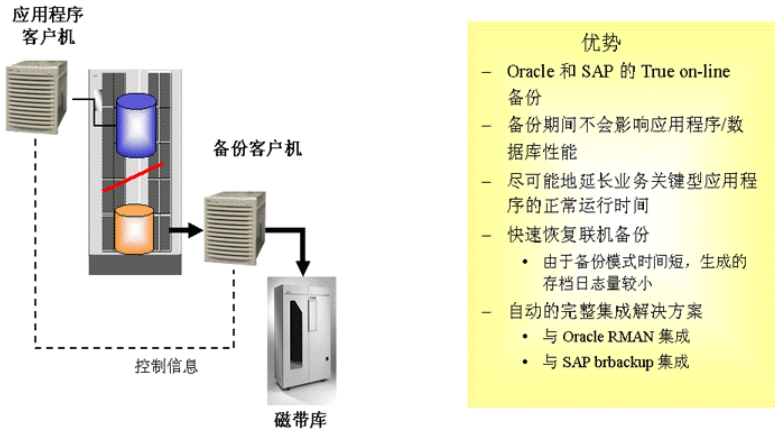 应用程序
客户机
备份客户机
控制信息
磁带库
优势
– Oracle 和 SAP 的 True on-line
备份
– 备份期间不会影响应用程序/数
据库性能
– 尽可能地延长业务关键型应用程
序的正常运行时间
– 快速恢复联机备份
• 由于备份模式时间短，生成的
存档日志量较小
– 自动的完整集成解决方案
• 与 Oracle RMAN 集成
• 与 SAP brbackup 集成